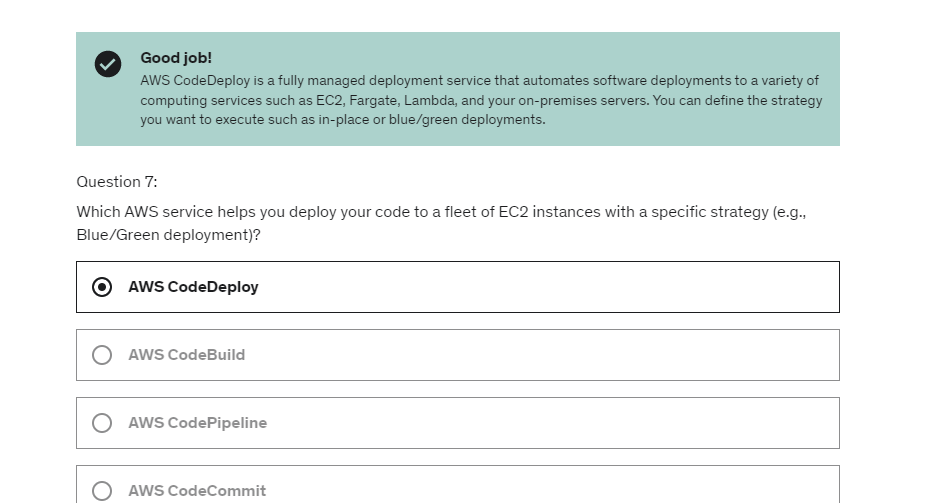 Good job!
AWS CodeDeploy is a fully managed deployment service that automates software deployments to a variety of
computing services such as EC2, Fargate, Lambda, and your on-premises servers. You can define the strategy
you want to execute such as in-place or blue/green deployments.
Question 7:
Which AWS service helps you deploy your code to a fleet of EC2 instances with a specific strategy (e.g.,
Blue/Green deployment)?
AWS CodeDeploy
AWS CodeBuild
AWS CodePipeline
AWS CodeCommit